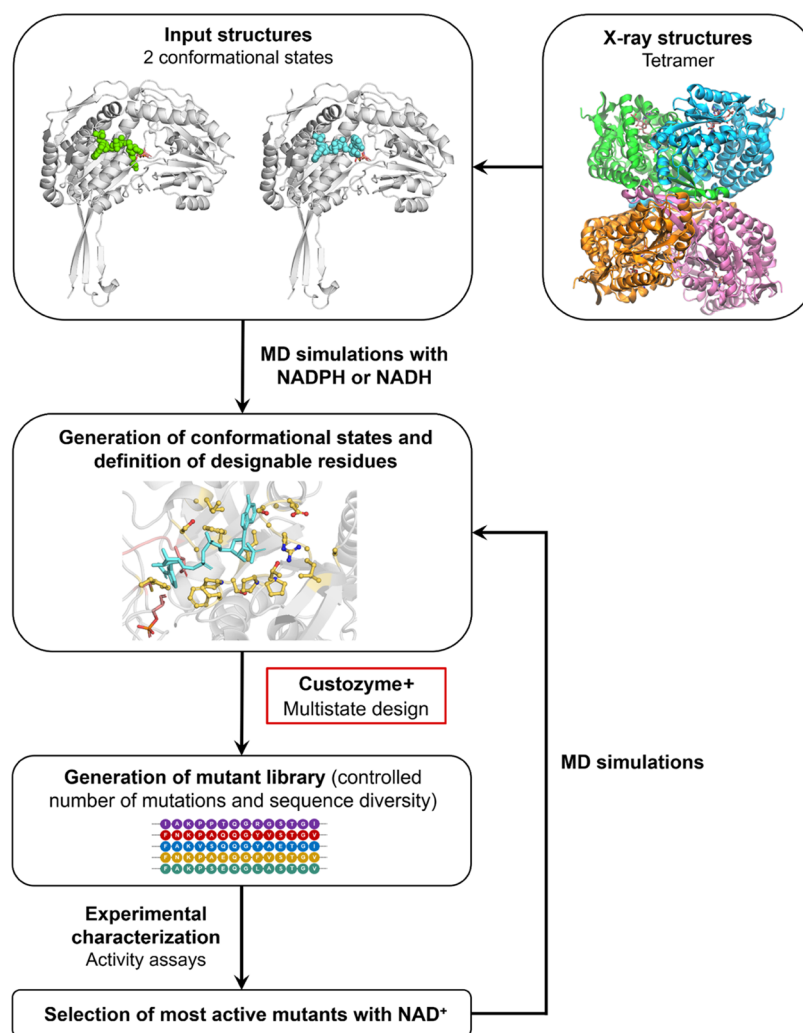 Input structures
2 conformational states
X-ray structures
Tetramer
MD simulations with
NADPH or NADH
Generation of conformational states and
definition of designable residues
Custozyme+
Multistate design
MD simulations
Generation of mutant library (controlled
number of mutations and sequence diversity)
I A K P P T Q G H G S T G I
F N K P A Q Q G Y V S T G V
F A K V S Q Q G Y A E T G I
F N K P A E Q G F V S T G V
F A K P S E Q G L A S T G V
Experimental
characterization
Activity assays
Selection of most active mutants with NAD⁺